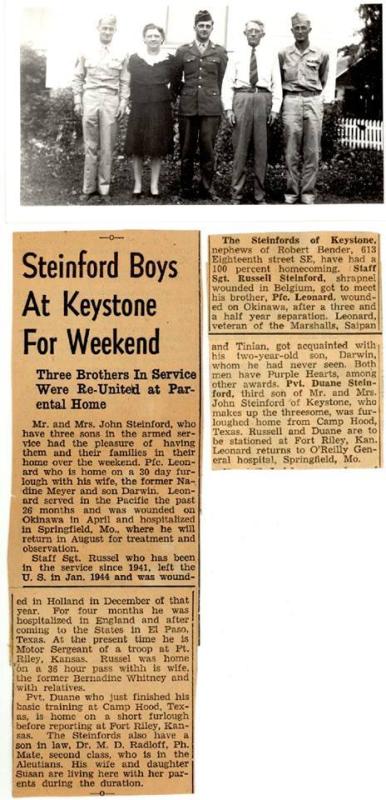 Steinford Boys
At Keystone
For Weekend
Three Brothers In Service
Were Re-United at Par-
ental Home
Mr. and Mrs. John Steinford, who
have three sons in the armed ser-
vice had the pleasure of having
them and their families in their
home over the weekend. Pfc. Leon-
ard who is home on a 30 day fur-
lough with his wife, the former Na-
dine Meyer and son Darwin. Leon-
ard served in the Pacific the past
26 months and was wounded on
Okinawa in April and hospitalized
in Springfield, Mo., where he will
return in August for treatment and
observation.
Staff Sgt. Russel who has been
in the service since 1941, left the
U. S. in Jan. 1944 and was wound-
ed in Holland in December of that
year. For four months he was
hospitalized in England and after
coming to the States in El Paso,
Texas. At the present time he is
Motor Sergeant of a troop at Ft.
Riley, Kansas. Russel was home
on a 36 hour pass withh is wife,
the former Bernadine Whitney and
with relatives.
Pvt. Duane who just finished his
basic training at Camp Hood, Tex-
as, is home on a short furlough
before reporting at Fort Riley, Kan-
sas. The Steinfords also have a
son in law, Dr. M. D. Radloff, Ph.
Mate, second class, who is in the
Aleutians. His wife and daughter
Susan are living here with her par-
ents during the duration.
The Steinfords of Keystone,
nephews of Robert Bender, 613
Eighteenth street SE, have had a
100 percent homecoming. Staff
Sgt. Russell Steinford, shrapnel
wounded in Belgium, got to meet
his brother, Pfc. Leonard, wound-
ed on Okinawa, after a three and
a half year separation. Leonard,
veteran of the Marshalls, Saipan
and Tinian, got acquainted with
his two-year-old son, Darwin,
whom he had never seen. Both
men have Purple Hearts, among
other awards. Pvt. Duane Stein-
ford, third son of Mr. and Mrs.
John Steinford of Keystone, who
makes up the threesome, was fur-
loughed home from Camp Hood,
Texas. Russell and Duane are to
be stationed at Fort Riley, Kan.
Leonard returns to O'Reilly Gen-
eral hospital, Springfield, Mo.